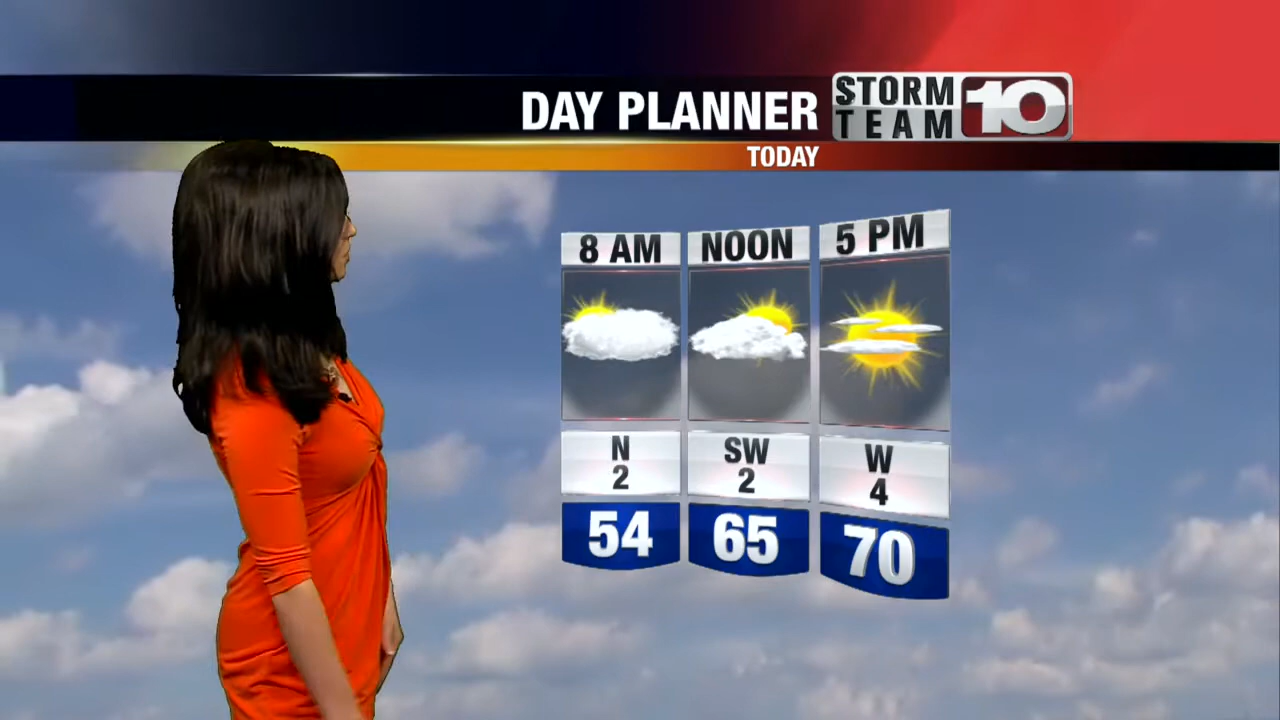 DAY PLANNER
STORM TEAM 10
TODAY
8 AM NOON 5 PM
N SW W
2 2 4
54 65 70